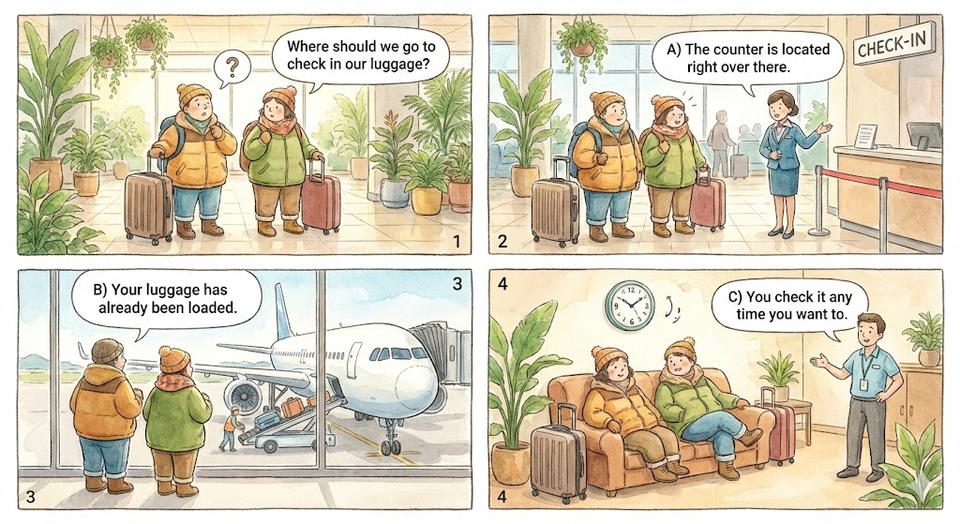 ?
Where should we go to
check in our luggage?
1
A) The counter is located
right over there.
CHECK-IN
2
B) Your luggage has
already been loaded.
3
3
4
C) You check it any
time you want to.
12
4